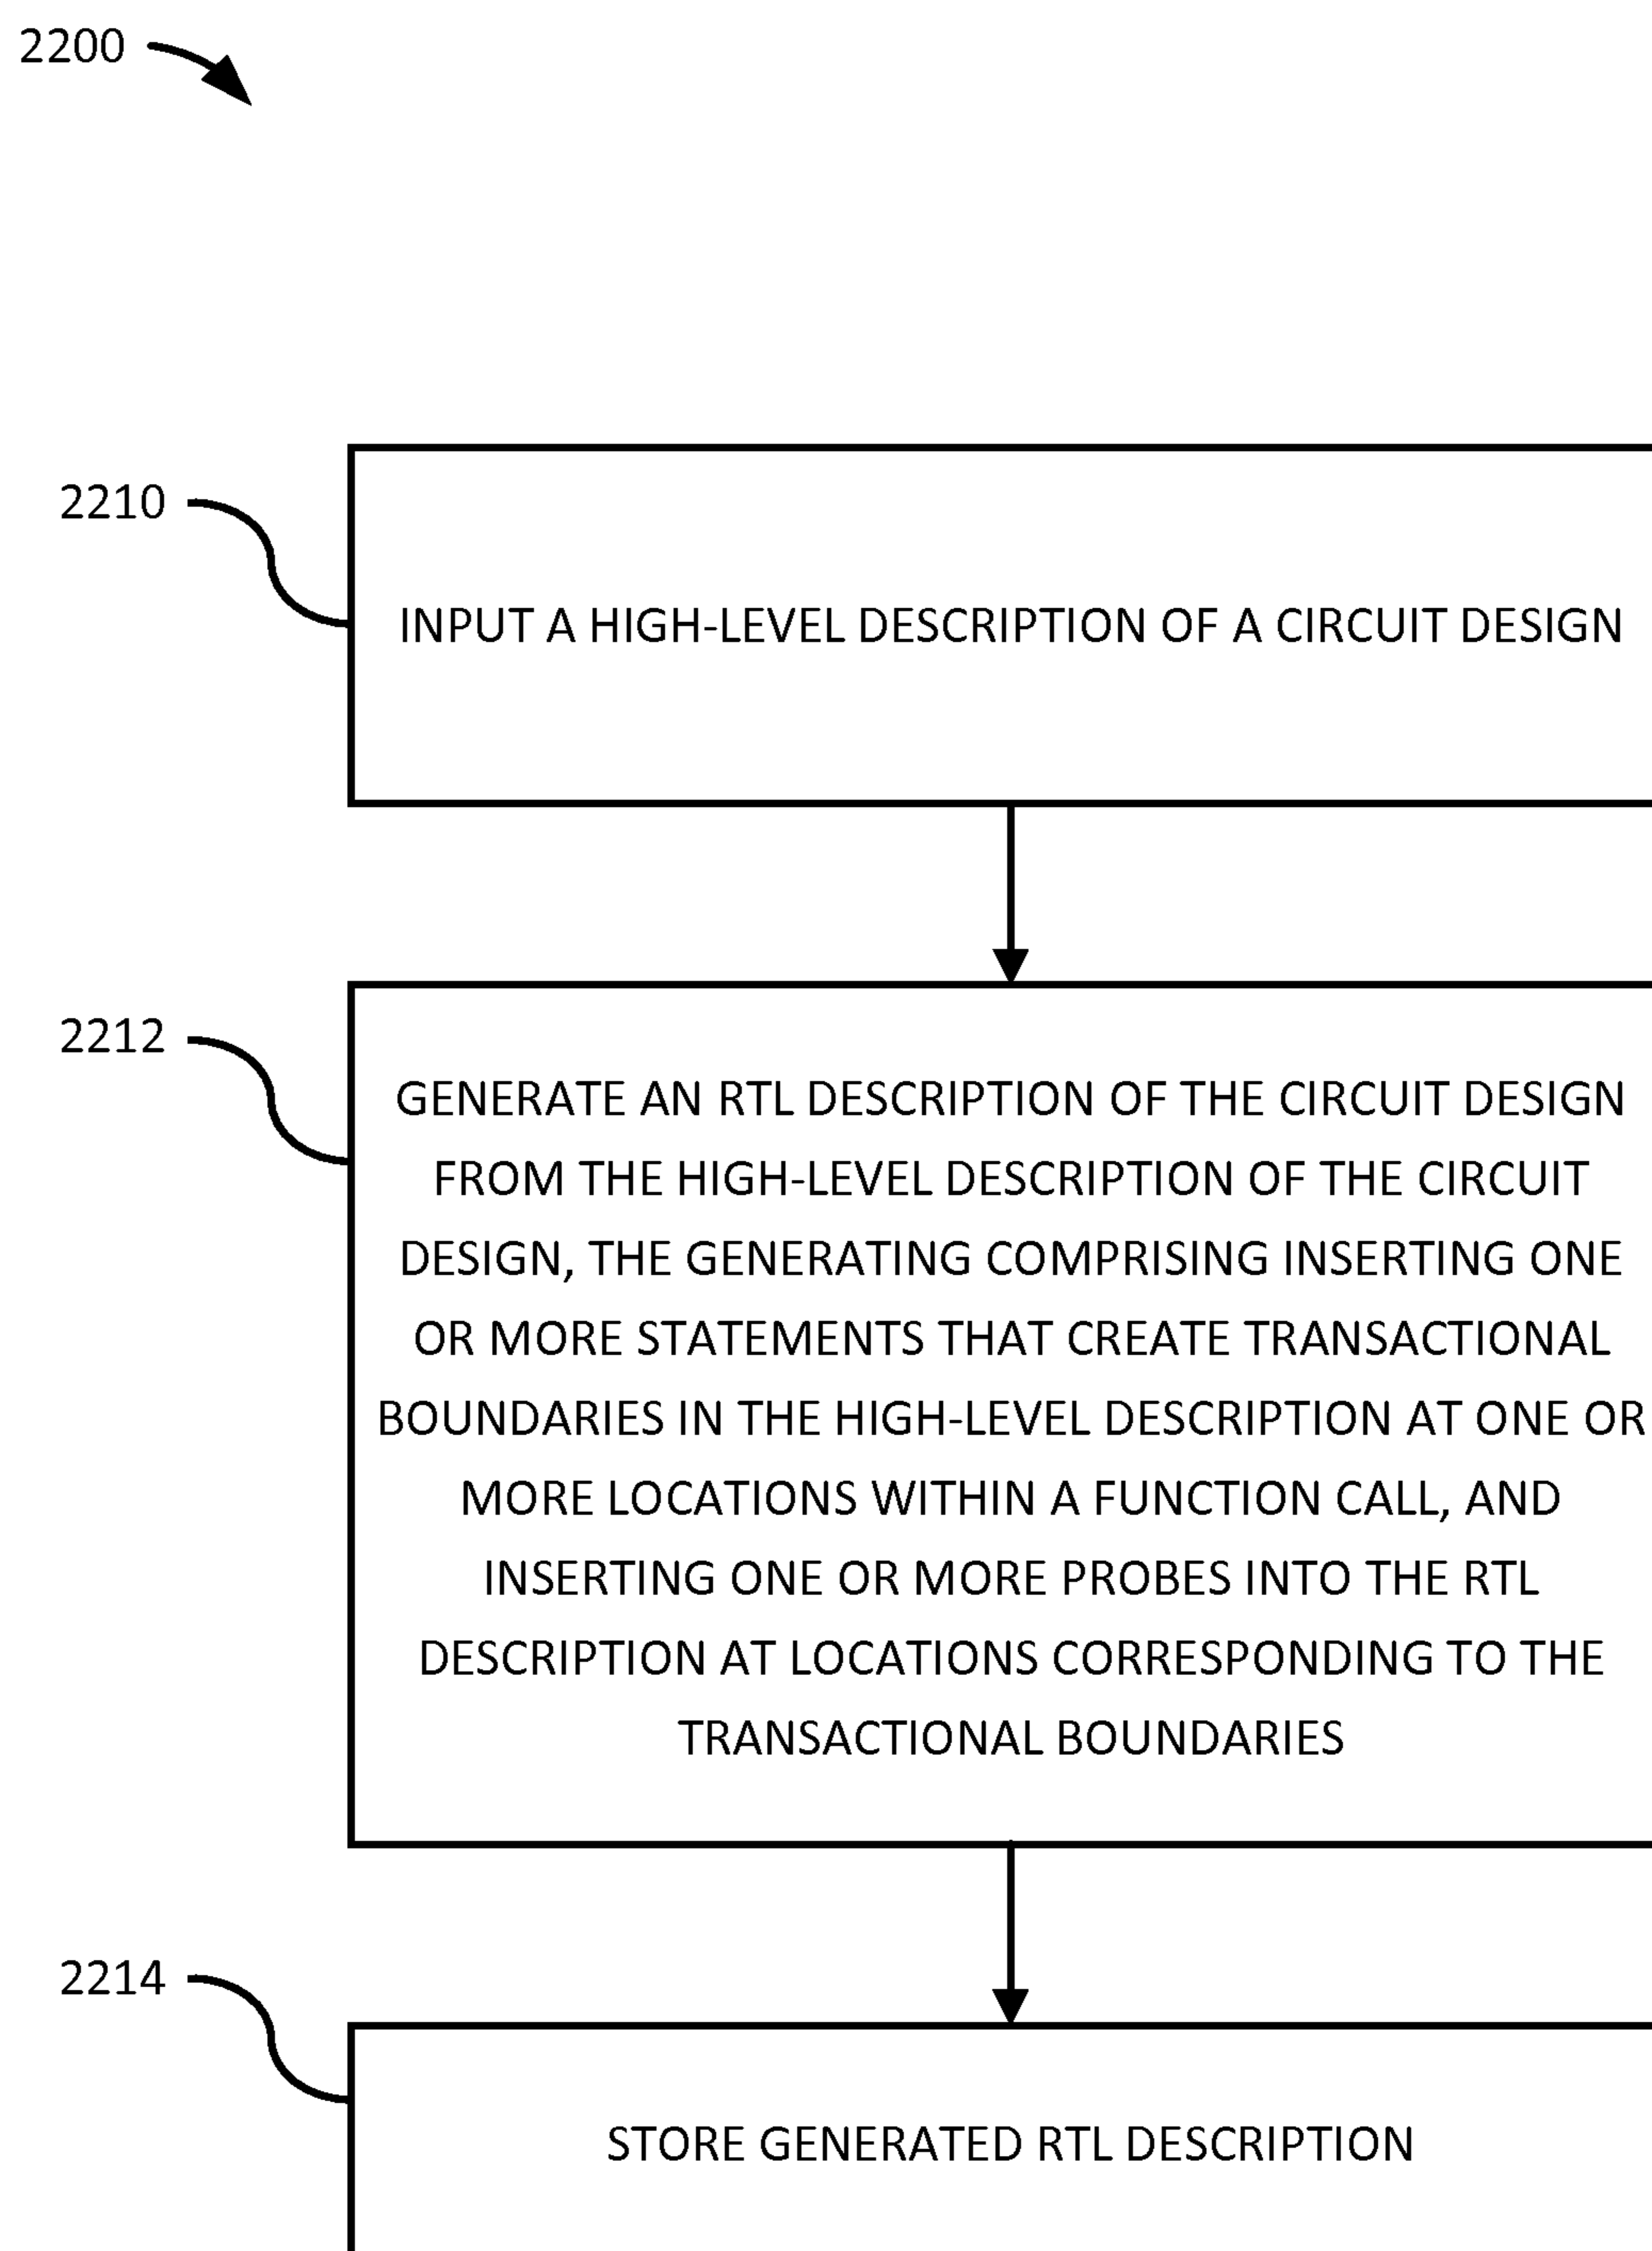 2200
2210
INPUT A HIGH-LEVEL DESCRIPTION OF A CIRCUIT DESIGN
2212
GENERATE AN RTL DESCRIPTION OF THE CIRCUIT DESIGN
FROM THE HIGH-LEVEL DESCRIPTION OF THE CIRCUIT
DESIGN, THE GENERATING COMPRISING INSERTING ONE
OR MORE STATEMENTS THAT CREATE TRANSACTIONAL
BOUNDARIES IN THE HIGH-LEVEL DESCRIPTION AT ONE OR
MORE LOCATIONS WITHIN A FUNCTION CALL, AND
INSERTING ONE OR MORE PROBES INTO THE RTL
DESCRIPTION AT LOCATIONS CORRESPONDING TO THE
TRANSACTIONAL BOUNDARIES
2214
STORE GENERATED RTL DESCRIPTION